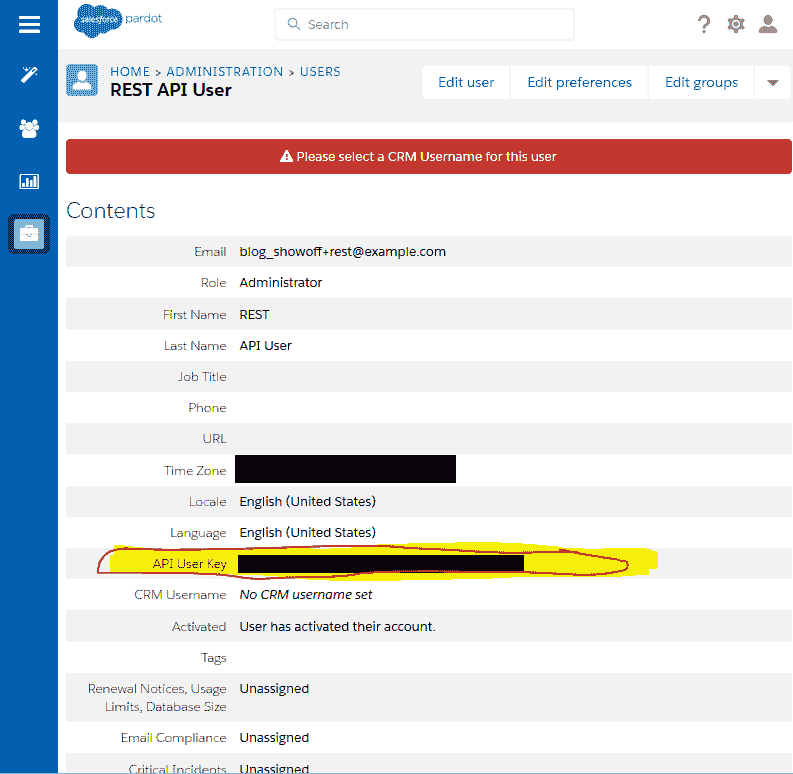 salesforce pardot
Search
HOME > ADMINISTRATION > USERS
REST API User
Edit user
Edit preferences
Edit groups
Please select a CRM Username for this user
Contents
Email blog_showoff+rest@example.com
Role Administrator
First Name REST
Last Name API User
Job Title
Phone
URL
Time Zone
Locale English (United States)
Language English (United States)
API User Key
CRM Username No CRM username set
Activated User has activated their account.
Tags
Renewal Notices, Usage Unassigned
Limits, Database Size
Email Compliance Unassigned
Critical Incidents Unassigned